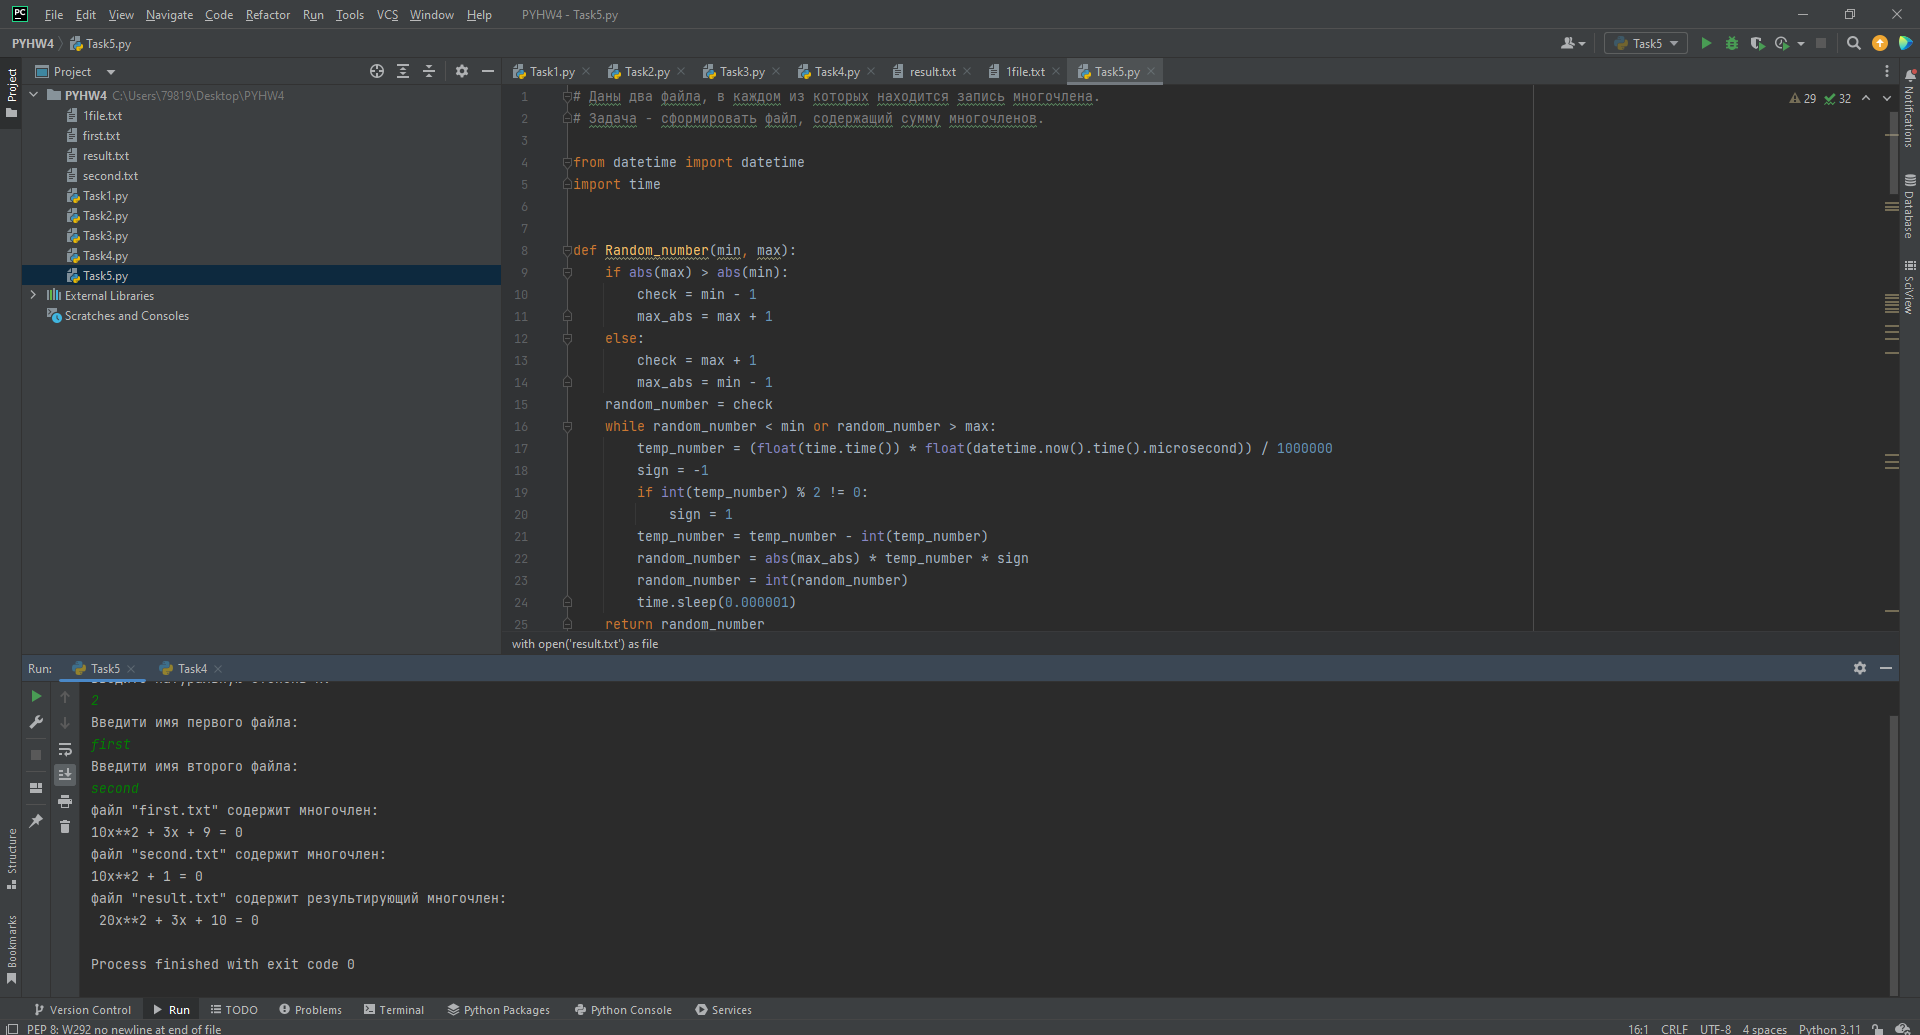 PC File Edit View Navigate Code Refactor Run Tools VCS Window Help PYHW4 - Task5.py
PYHW4 Task5.py Task5
Project
Project
PYHW4 C:\Users\79819\Desktop\PYHW4
1file.txt
first.txt
result.txt
second.txt
Task1.py
Task2.py
Task3.py
Task4.py
Task5.py
External Libraries
Scratches and Consoles
Task1.py Task2.py Task3.py Task4.py result.txt 1file.txt Task5.py
29 32
1 # Даны два файла, в каждом из которых находится запись многочлена.
2 # Задача - сформировать файл, содержащий сумму многочленов.
3
4 from datetime import datetime
5 import time
6
7
8 def Random_number(min, max):
9 if abs(max) > abs(min):
10 check = min - 1
11 max_abs = max + 1
12 else:
13 check = max + 1
14 max_abs = min - 1
15 random_number = check
16 while random_number < min or random_number > max:
17 temp_number = (float(time.time()) * float(datetime.now().time().microsecond)) / 1000000
18 sign = -1
19 if int(temp_number) % 2 != 0:
20 sign = 1
21 temp_number = temp_number - int(temp_number)
22 random_number = abs(max_abs) * temp_number * sign
23 random_number = int(random_number)
24 time.sleep(0.000001)
25 return random_number
with open('result.txt') as file
Notifications
Database
SciView
Run: Task5 Task4
2
Введити имя первого файла:
first
Введити имя второго файла:
second
файл "first.txt" содержит многочлен:
10x**2 + 3x + 9 = 0
файл "second.txt" содержит многочлен:
10x**2 + 1 = 0
файл "result.txt" содержит результирующий многочлен:
20x**2 + 3x + 10 = 0
Process finished with exit code 0
Structure
Bookmarks
Version Control Run TODO Problems Terminal Python Packages Python Console Services
PEP 8: W292 no newline at end of file 16:1 CRLF UTF-8 4 spaces Python 3.11